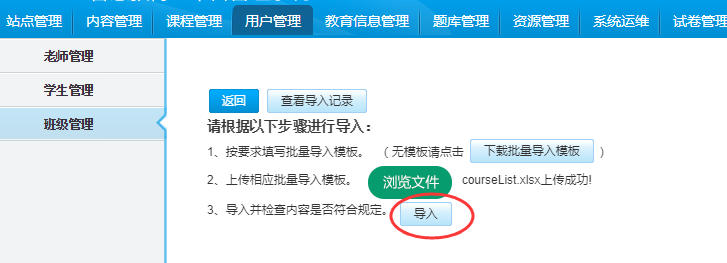 站点管理 内容管理 课程管理 用户管理 教育信息管理 题库管理 资源管理 系统运维 试卷管理
老师管理
学生管理
班级管理
返回 查看导入记录
请根据以下步骤进行导入：
1、按要求填写批量导入模板。 （无模板请点击 下载批量导入模板 ）
2、上传相应批量导入模板。 浏览文件 courseList.xlsx上传成功!
3、导入并检查内容是否符合规定。 导入